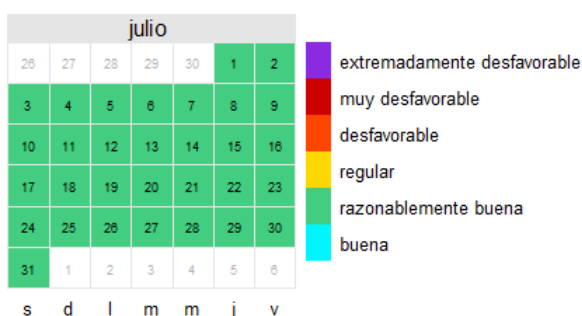 julio
26 27 28 29 30 1 2
3 4 5 6 7 8 9
10 11 12 13 14 15 16
17 18 19 20 21 22 23
24 25 26 27 28 29 30
31 1 2 3 4 5 6
s d l m m j v
extremadamente desfavorable
muy desfavorable
desfavorable
regular
razonablemente buena
buena